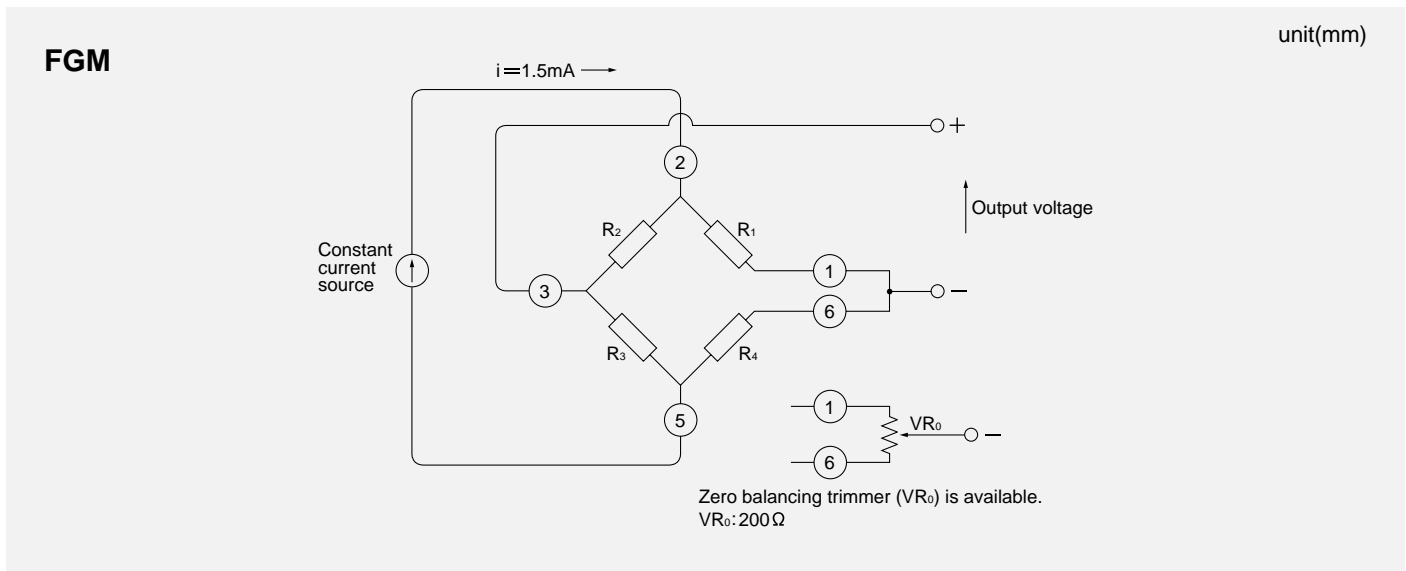 unit(mm)
FGM
i=1.5mA
+
2
Output voltage
R2
R1
Constant
current
source
1
3
−
6
R3
R4
1
5
VR0
−
6
Zero balancing trimmer (VR0) is available.
VR0:200Ω